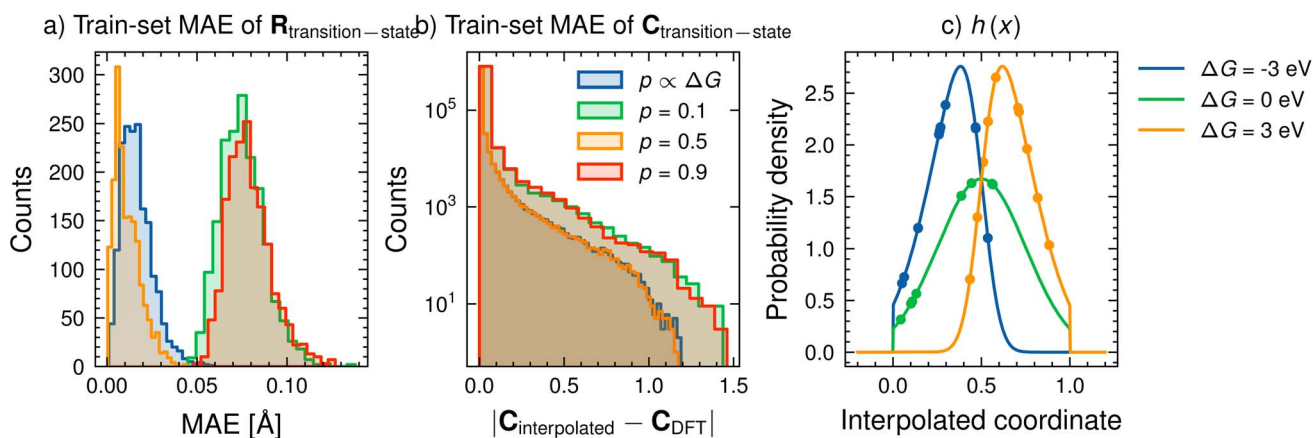 a) Train-set MAE of R_transition−state
300
250
200
150
100
50
0
Counts
0.00 0.05 0.10
MAE [Å]
b) Train-set MAE of C_transition−state
p ∝ ΔG
p = 0.1
p = 0.5
p = 0.9
10^5
10^3
10^1
Counts
0.0 0.5 1.0 1.5
|C_interpolated − C_DFT|
c) h(x)
2.5
2.0
1.5
1.0
0.5
0.0
Probability density
0.0 0.5 1.0
Interpolated coordinate
ΔG = -3 eV
ΔG = 0 eV
ΔG = 3 eV